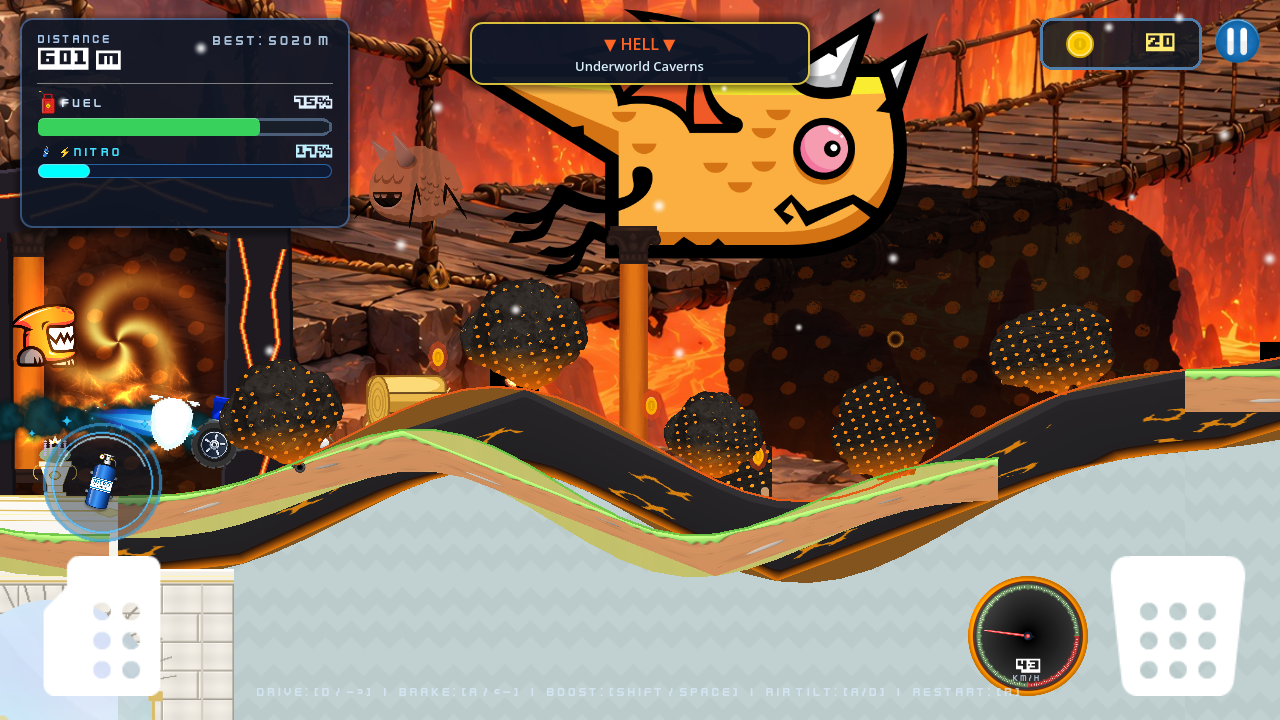 DISTANCE
BEST: 5020 M
601 M
FUEL
75%
⚡NITRO
17%
▼ HELL ▼
Underworld Caverns
20
43
KM/H
DRIVE: [D / →] | BRAKE: [A / ←] | BOOST: [SHIFT / SPACE] | AIR TILT: [A/D] | RESTART: [R]